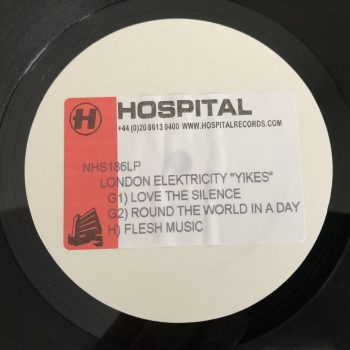 H HOSPITAL
+44 (0)20 8613 0400 WWW.HOSPITALRECORDS.COM
NHS186LP
LONDON ELEKTRICITY "YIKES"
G1) LOVE THE SILENCE
G2) ROUND THE WORLD IN A DAY
H) FLESH MUSIC